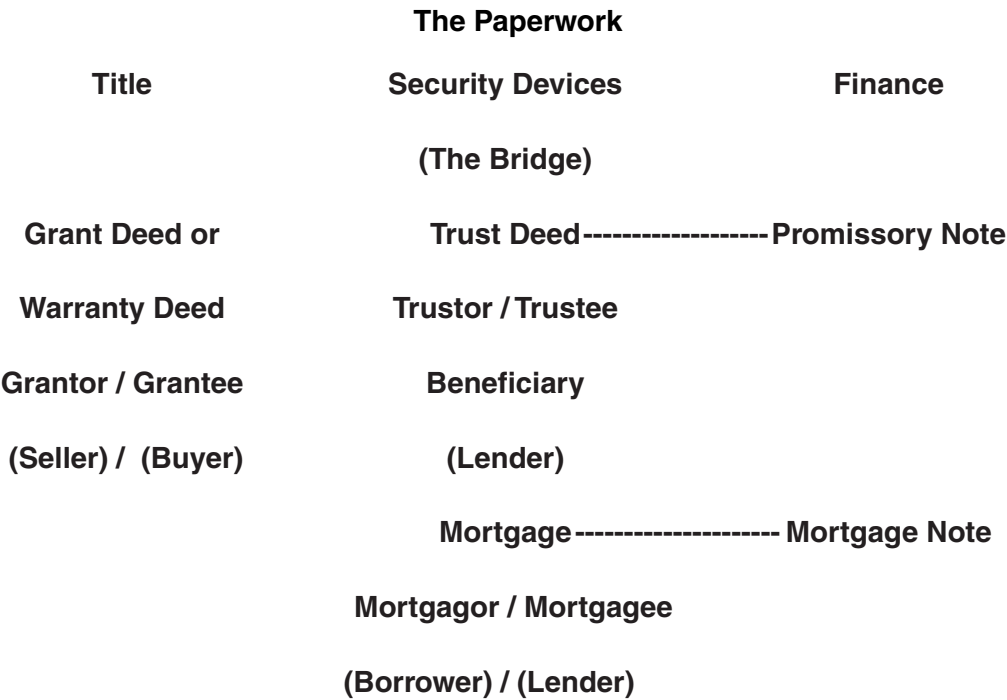 The Paperwork
Title Security Devices Finance
(The Bridge)
Grant Deed or Trust Deed-------------------Promissory Note
Warranty Deed Trustor / Trustee
Grantor / Grantee Beneficiary
(Seller) / (Buyer) (Lender)
Mortgage--------------------- Mortgage Note
Mortgagor / Mortgagee
(Borrower) / (Lender)